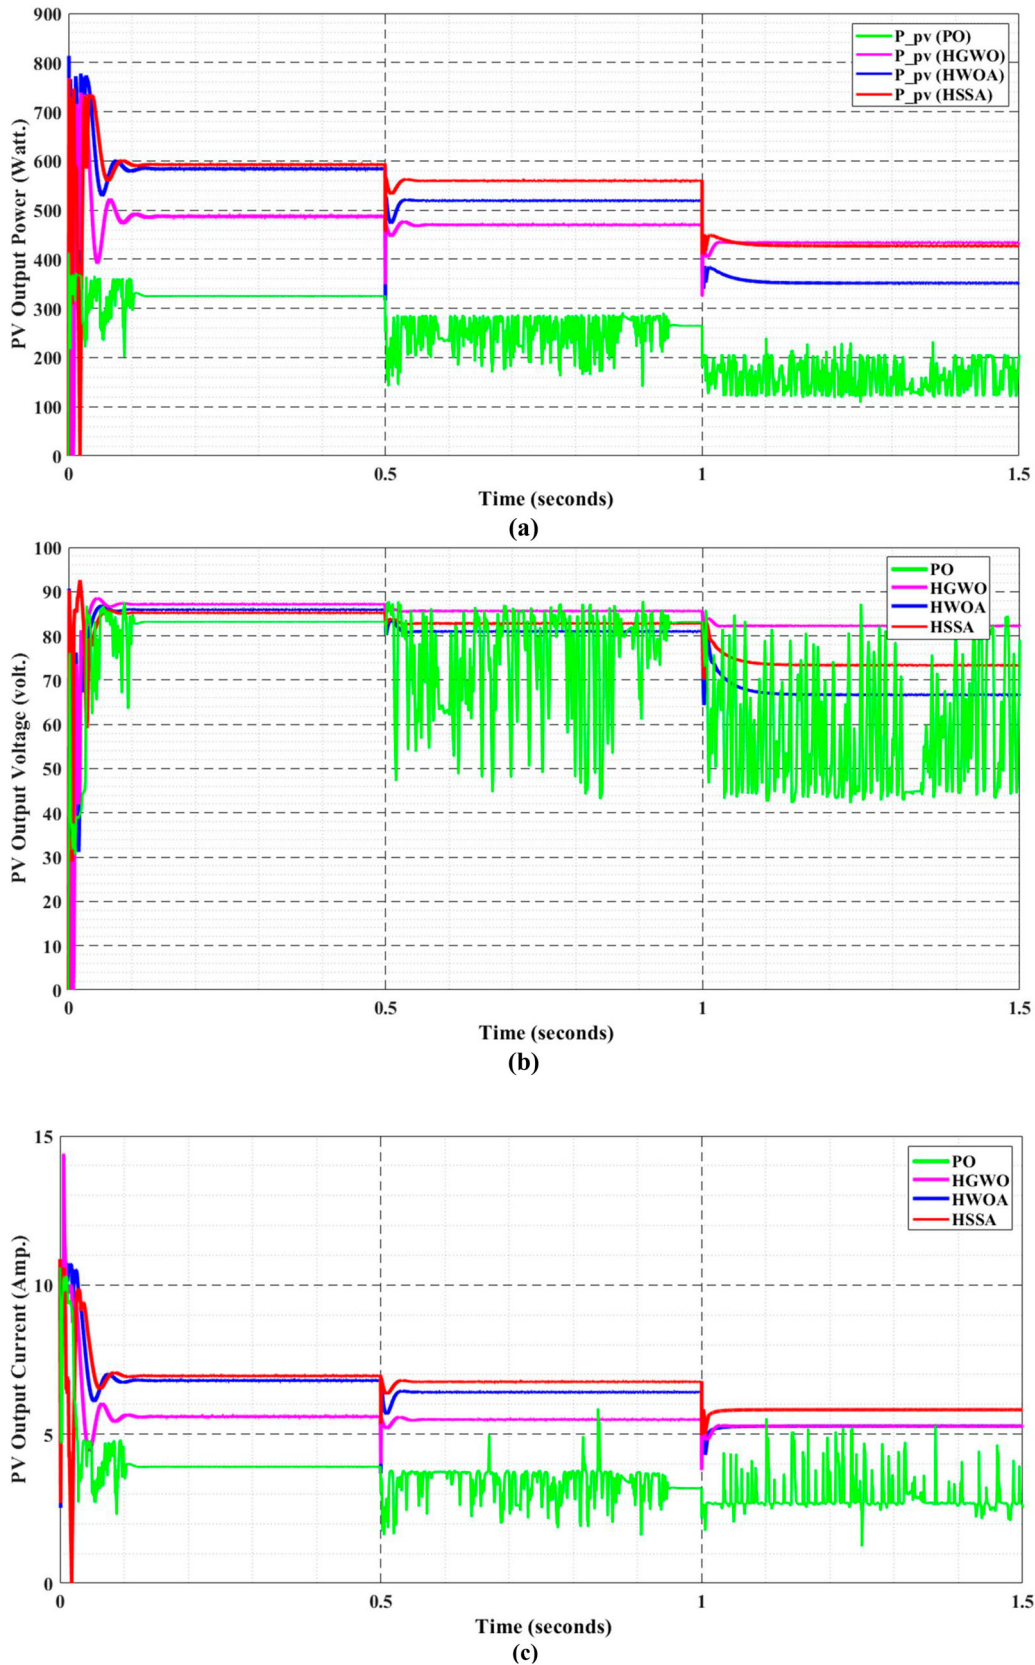 900
800
700
600
500
400
300
200
100
0
PV Output Power (Watt.)
P_pv (PO)
P_pv (HGWO)
P_pv (HWOA)
P_pv (HSSA)
0
0.5
1
1.5
Time (seconds)
(a)
100
90
80
70
60
50
40
30
20
10
0
PV Output Voltage (volt.)
PO
HGWO
HWOA
HSSA
0
0.5
1
1.5
Time (seconds)
(b)
15
10
5
0
PV Output Current (Amp.)
PO
HGWO
HWOA
HSSA
0
0.5
1
1.5
Time (seconds)
(c)